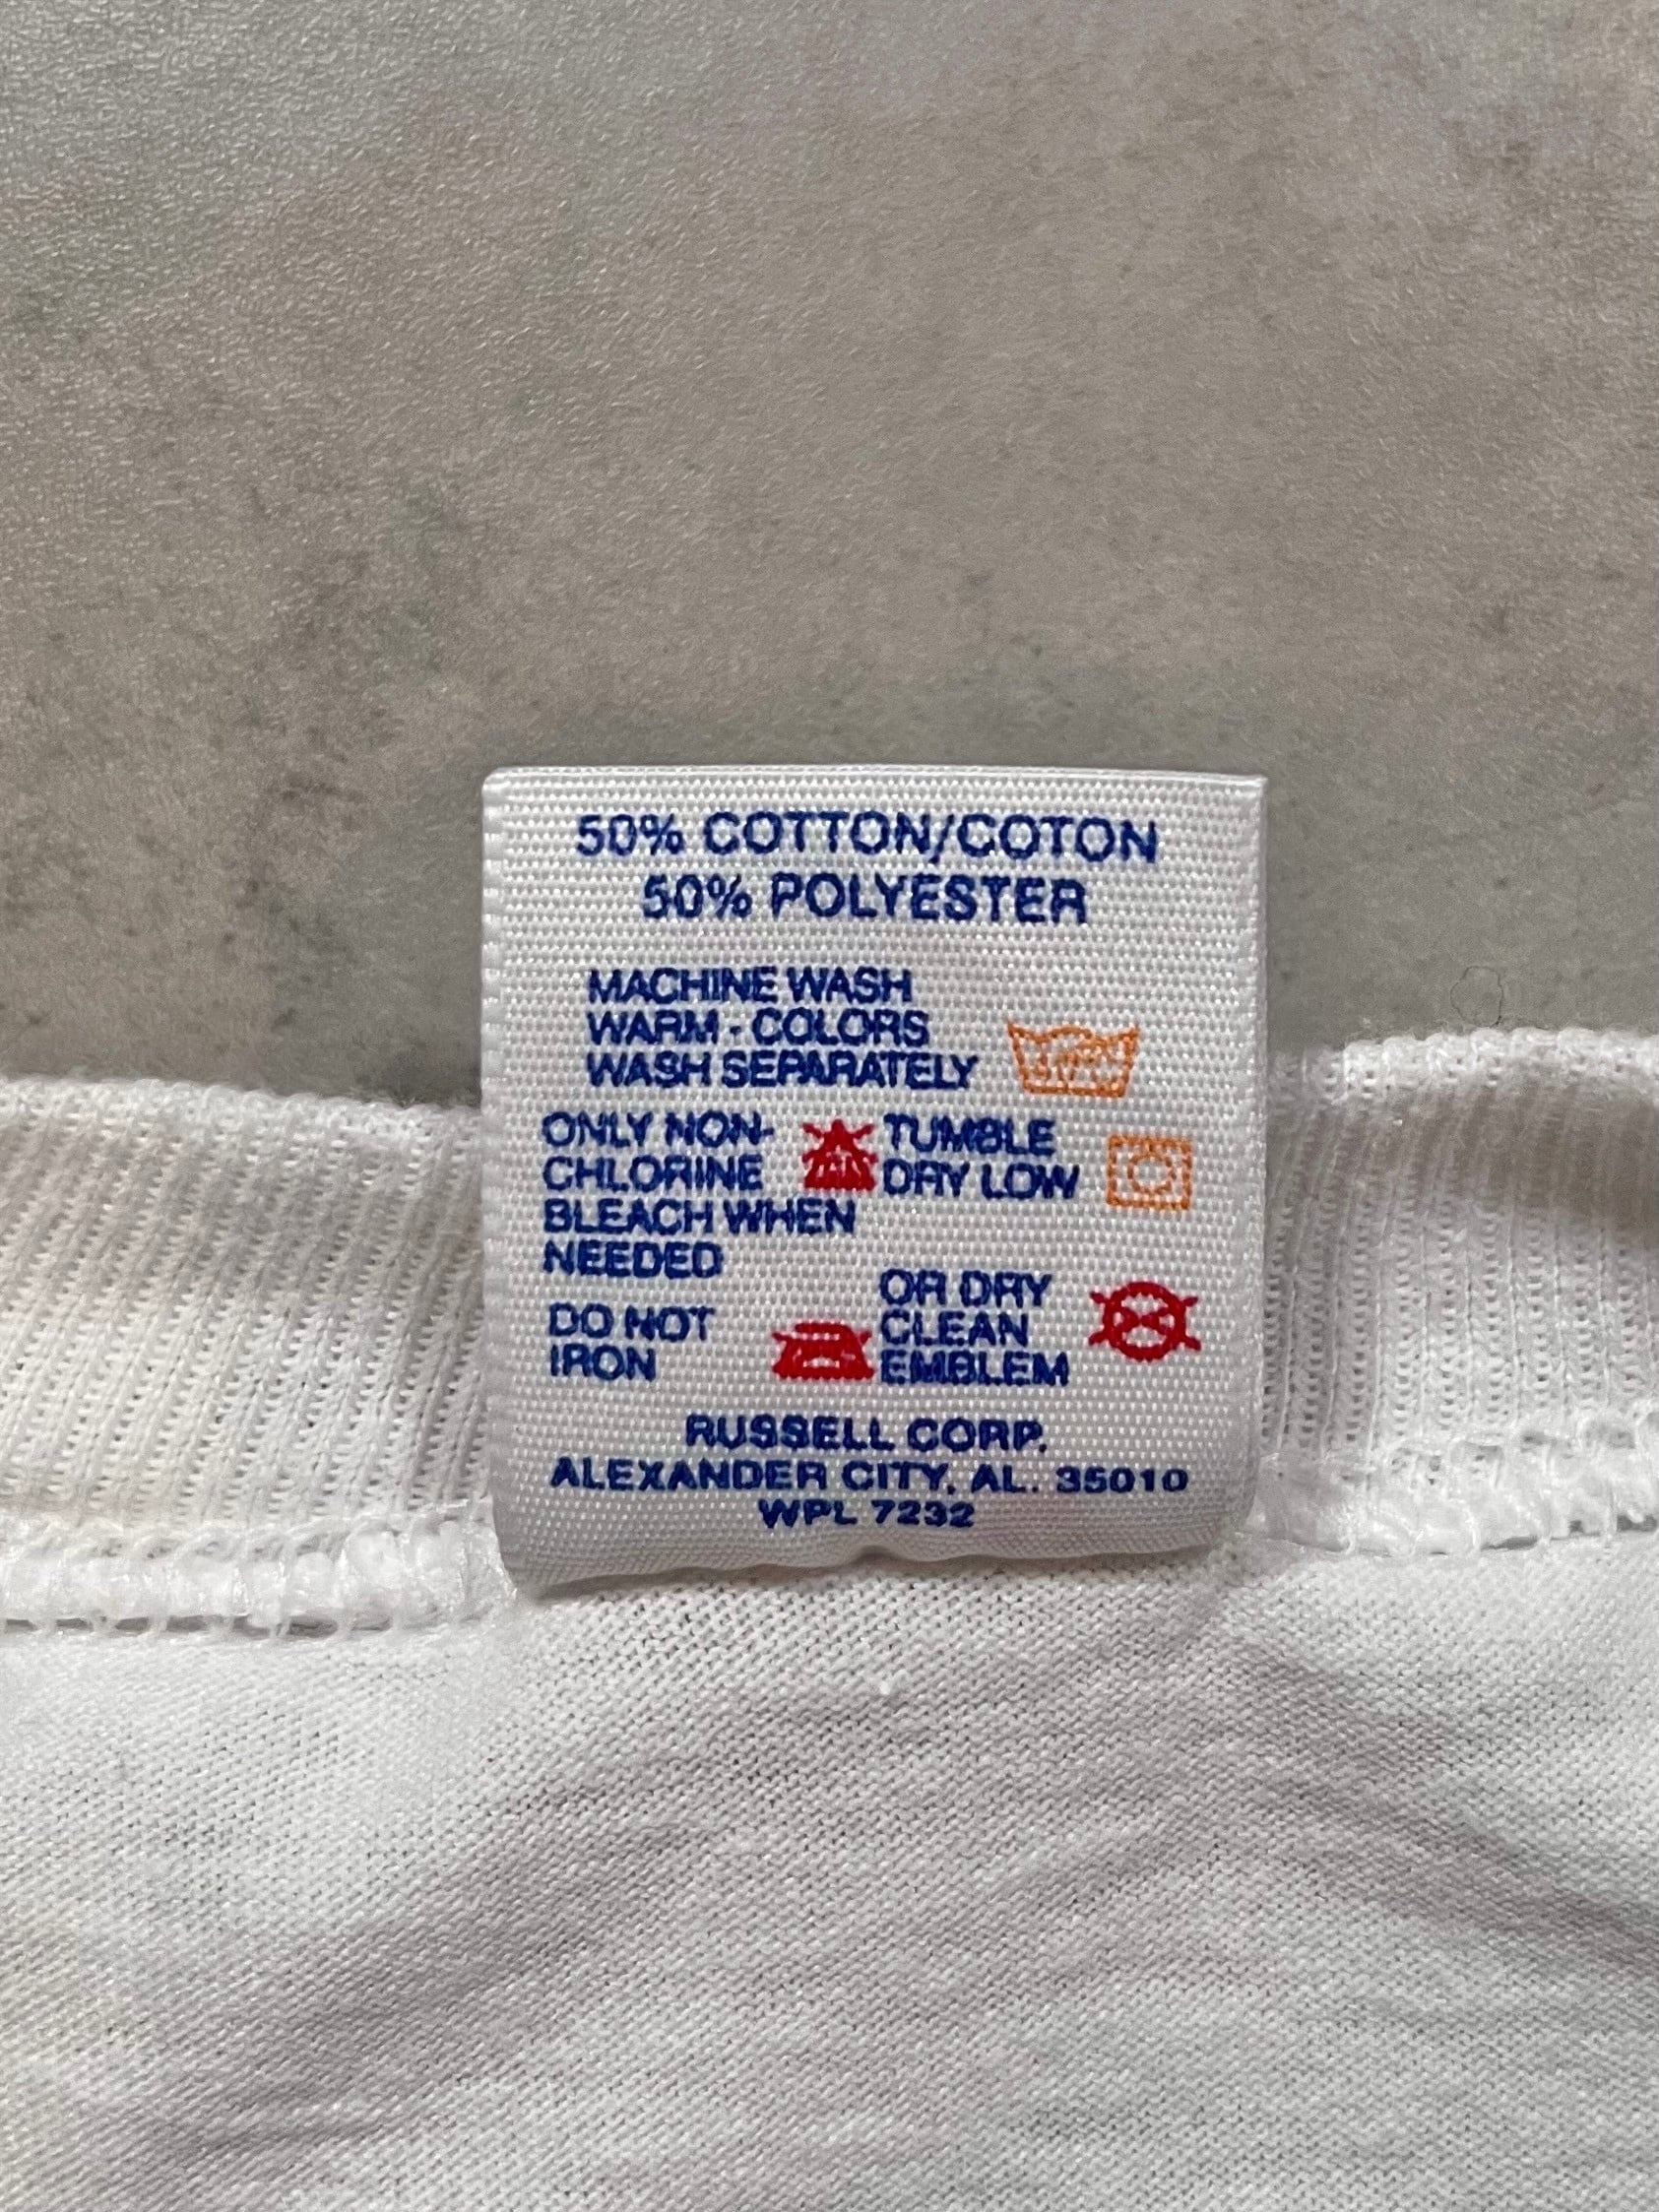 50% COTTON/COTON
50% POLYESTER
MACHINE WASH
WARM - COLORS
WASH SEPARATELY
ONLY NON-
CHLORINE
BLEACH WHEN
NEEDED
TUMBLE
DRY LOW
DO NOT
IRON
OR DRY
CLEAN
EMBLEM
RUSSELL CORP.
ALEXANDER CITY, AL. 35010
WPL 7232